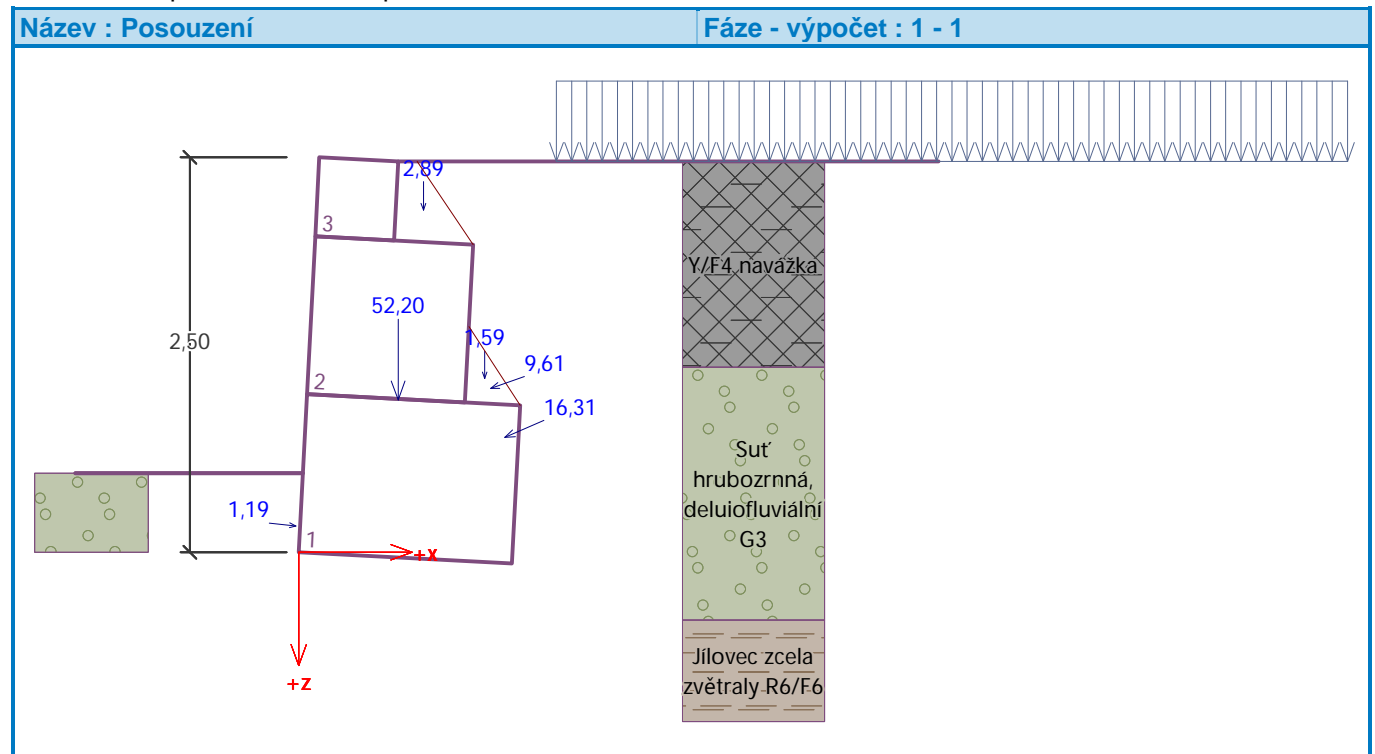 Název : Posouzení
Fáze - výpočet : 1 - 1
2,89
3
Y/F4 navážka
52,20
2,50
1,59
9,61
2
16,31
Suť
hrubozrnná,
deluiofluviální
G3
1,19
1
+x
Jílovec zcela
zvětraly R6/F6
+z